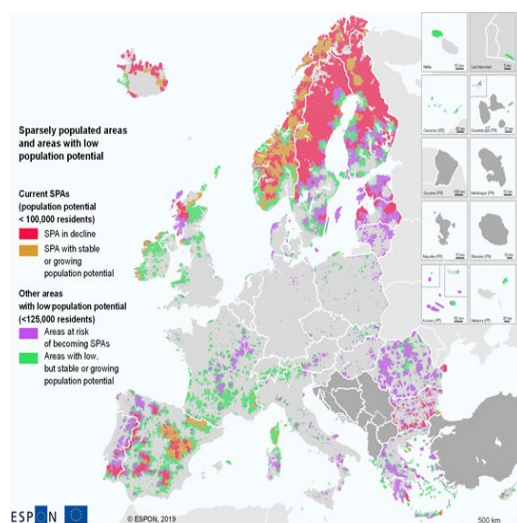 Sparsely populated areas
and areas with low
population potential
Current SPAs
(population potential
< 100,000 residents)
SPA in decline
SPA with stable
or growing
population potential
Other areas
with low population potential
(<125,000 residents)
Areas at risk
of becoming SPAs
Areas with low,
but stable or growing
population potential
Malta
Liechtenstein
Canarias (ES)
Guadeloupe (FR)
Guyane (FR)
Martinique (FR)
Mayotte (FR)
Réunion (FR)
Açores (PT)
Madeira (PT)
ESPON
© ESPON, 2019
500 km